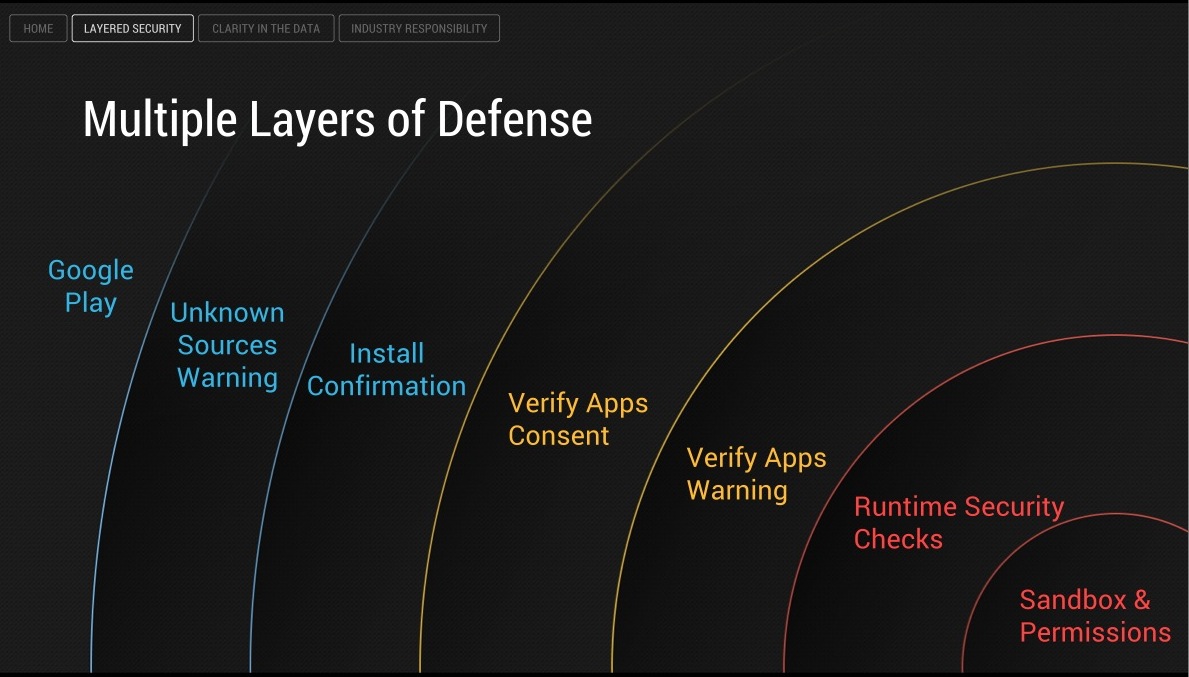 HOME
LAYERED SECURITY
CLARITY IN THE DATA
INDUSTRY RESPONSIBILITY
Multiple Layers of Defense
Google
Play
Unknown
Sources
Warning
Install
Confirmation
Verify Apps
Consent
Verify Apps
Warning
Runtime Security
Checks
Sandbox &
Permissions